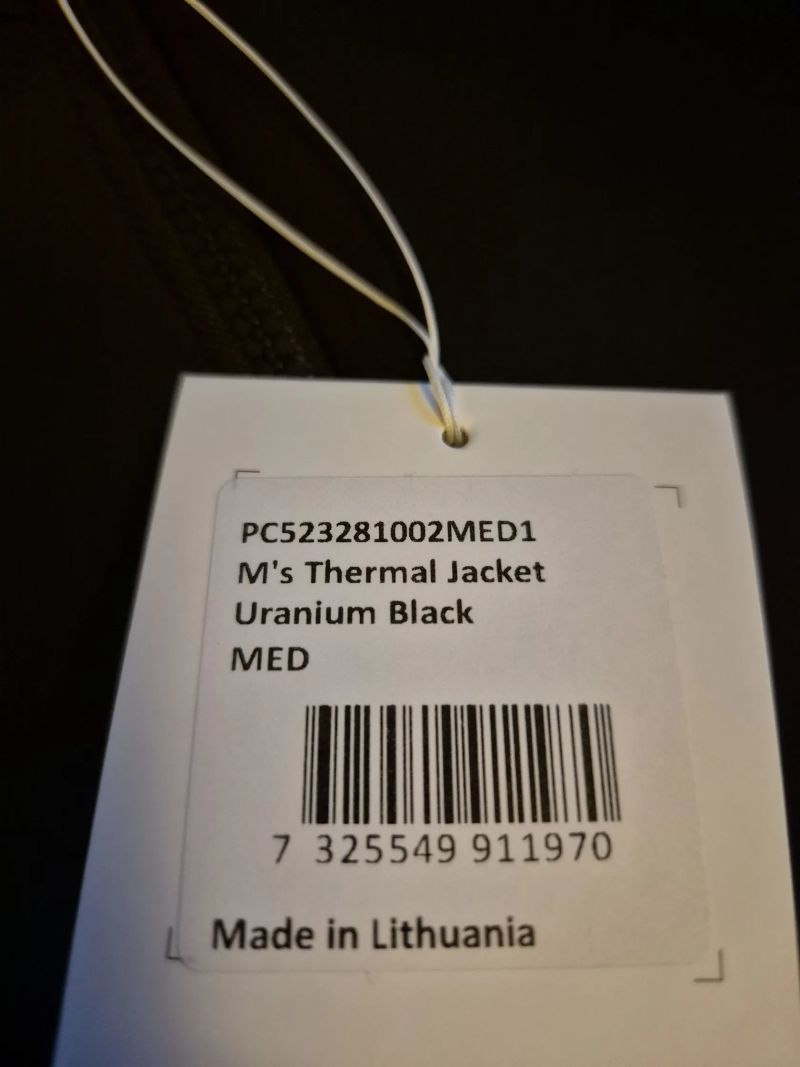 PC523281002MED1
M's Thermal Jacket
Uranium Black
MED
7 325549 911970
Made in Lithuania